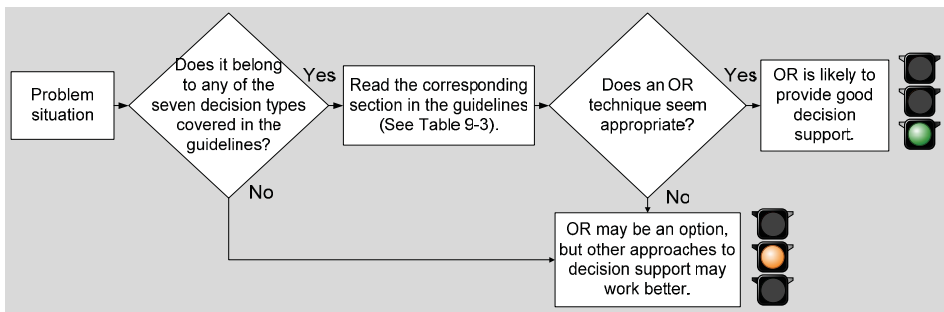 Problem
situation
Does it belong
to any of the
seven decision types
covered in the
guidelines?
Yes
Read the corresponding
section in the guidelines
(See Table 9-3).
Does an OR
technique seem
appropriate?
Yes
OR is likely to
provide good
decision
support.
No
No
OR may be an option,
but other approaches to
decision support may
work better.